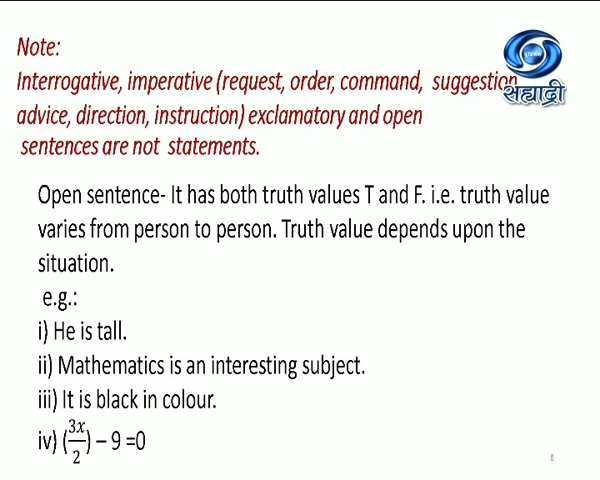 Note:
Interrogative, imperative (request, order, command, suggestion
advice, direction, instruction) exclamatory and open
sentences are not statements.
सह्याद्री
Open sentence- It has both truth values T and F. i.e. truth value
varies from person to person. Truth value depends upon the
situation.
e.g.:
i) He is tall.
ii) Mathematics is an interesting subject.
iii) It is black in colour.
iv) (3x/2) – 9 =0
8